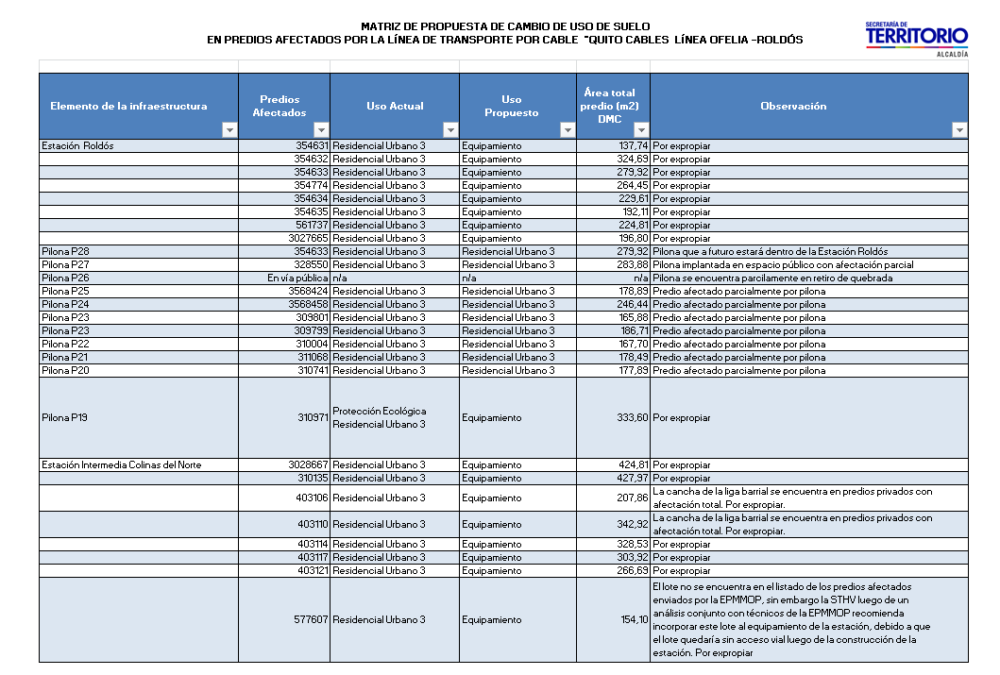 MATRIZ DE PROPUESTA DE CAMBIO DE USO DE SUELO
EN PREDIOS AFECTADOS POR LA LÍNEA DE TRANSPORTE POR CABLE "QUITO CABLES LÍNEA OFELIA -ROLDÓS
SECRETARÍA DE
TERRITORIO
ALCALDÍA
Elemento de la infraestructura Predios Afectados Uso Actual Uso Propuesto Área total predio (m2) DMC Observación
Estación Roldós 354631 Residencial Urbano 3 Equipamiento 137,74 Por expropiar
354632 Residencial Urbano 3 Equipamiento 324,69 Por expropiar
354633 Residencial Urbano 3 Equipamiento 279,92 Por expropiar
354774 Residencial Urbano 3 Equipamiento 264,45 Por expropiar
354634 Residencial Urbano 3 Equipamiento 229,61 Por expropiar
354635 Residencial Urbano 3 Equipamiento 192,11 Por expropiar
561737 Residencial Urbano 3 Equipamiento 224,81 Por expropiar
3027665 Residencial Urbano 3 Equipamiento 196,80 Por expropiar
Pilona P28 354633 Residencial Urbano 3 Residencial Urbano 3 279,92 Pilona que a futuro estará dentro de la Estación Roldós
Pilona P27 328550 Residencial Urbano 3 Residencial Urbano 3 283,88 Pilona implantada en espacio público con afectación parcial
Pilona P26 En vía pública n/a n/a n/a Pilona se encuentra parcilamente en retiro de quebrada
Pilona P25 3568424 Residencial Urbano 3 Residencial Urbano 3 178,89 Predio afectado parcialmente por pilona
Pilona P24 3568458 Residencial Urbano 3 Residencial Urbano 3 246,44 Predio afectado parcialmente por pilona
Pilona P23 309801 Residencial Urbano 3 Residencial Urbano 3 165,88 Predio afectado parcialmente por pilona
Pilona P23 309799 Residencial Urbano 3 Residencial Urbano 3 186,71 Predio afectado parcialmente por pilona
Pilona P22 310004 Residencial Urbano 3 Residencial Urbano 3 167,70 Predio afectado parcialmente por pilona
Pilona P21 311068 Residencial Urbano 3 Residencial Urbano 3 178,49 Predio afectado parcialmente por pilona
Pilona P20 310741 Residencial Urbano 3 Residencial Urbano 3 177,89 Predio afectado parcialmente por pilona
Pilona P19 310971 Protección Ecológica
Residencial Urbano 3 Equipamiento 333,60 Por expropiar
Estación Intermedia Colinas del Norte 3028667 Residencial Urbano 3 Equipamiento 424,81 Por expropiar
310135 Residencial Urbano 3 Equipamiento 427,97 Por expropiar
403106 Residencial Urbano 3 Equipamiento 207,86 La cancha de la liga barrial se encuentra en predios privados con
afectación total. Por expropiar.
403110 Residencial Urbano 3 Equipamiento 342,92 La cancha de la liga barrial se encuentra en predios privados con
afectación total. Por expropiar.
403114 Residencial Urbano 3 Equipamiento 328,53 Por expropiar
403117 Residencial Urbano 3 Equipamiento 303,92 Por expropiar
403121 Residencial Urbano 3 Equipamiento 266,69 Por expropiar
577607 Residencial Urbano 3 Equipamiento 154,10 El lote no se encuentra en el listado de los predios afectados
enviados por la EPMMOP, sin embargo la STHV luego de un
análisis conjunto con técnicos de la EPMMOP recomienda
incorporar este lote al equipamiento de la estación, debido a que
el lote quedaría sin acceso vial luego de la construcción de la
estación. Por expropiar